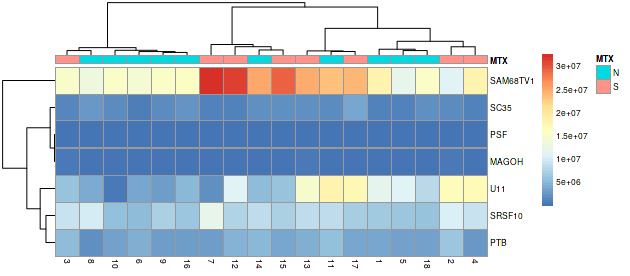 MTX
SAM68TV1
SC35
PSF
MAGOH
U11
SRSF10
PTB
3 8 10 6 9 16 7 12 14 15 13 11 17 1 5 18 2 4
3e+07
2.5e+07
2e+07
1.5e+07
1e+07
5e+06
MTX
N
S